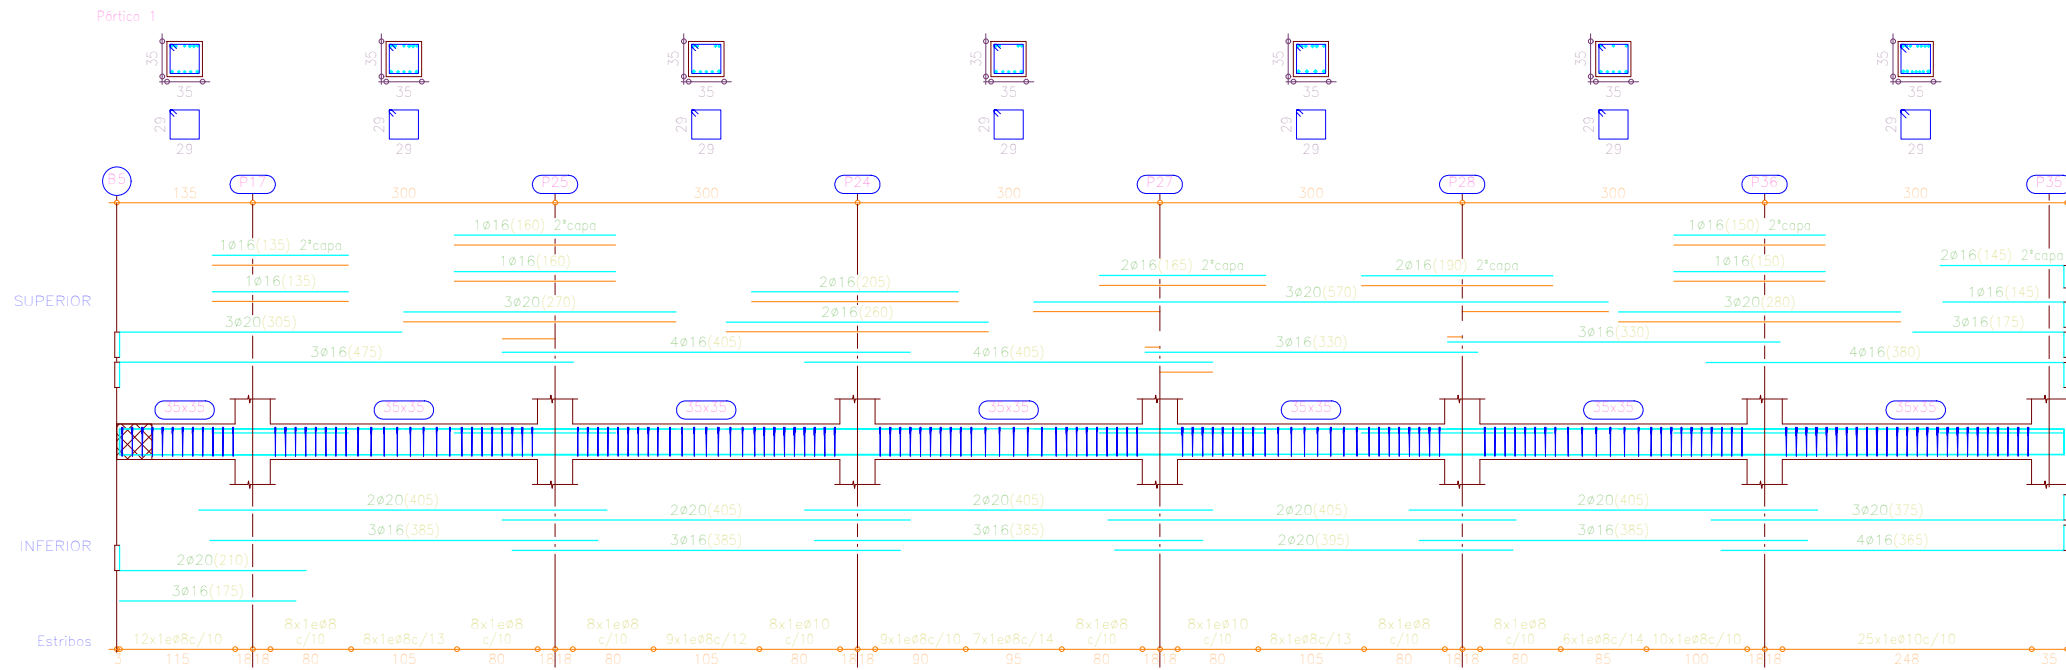 Pórtico 1
35 35 35 35 35 35 35
35 35 35 35 35 35 35
29 29 29 29 29 29 29
29 29 29 29 29 29 29
B5 P17 P25 P24 P27 P28 P36 P35
135 300 300 300 300 300 300
1ø16(160) 2ªcapa 1ø16(150) 2ªcapa
1ø16(135) 2ªcapa 2ø16(145) 2ªcapa
1ø16(160) 2ø16(165) 2ªcapa 2ø16(190) 2ªcapa 1ø16(150)
1ø16(135) 2ø16(205) 3ø20(570) 1ø16(145)
SUPERIOR 3ø20(270) 3ø20(280)
3ø20(305) 2ø16(260) 3ø16(330) 3ø16(175)
3ø16(475) 4ø16(405) 4ø16(405) 3ø16(330) 4ø16(380)
35x35 35x35 35x35 35x35 35x35 35x35 35x35
2ø20(405) 2ø20(405) 2ø20(405)
2ø20(405) 2ø20(405) 3ø20(375)
3ø16(385) 3ø16(385) 3ø16(385)
INFERIOR 3ø16(385) 2ø20(395) 4ø16(365)
2ø20(210)
3ø16(175)
Estribos 12x1eø8c/10 8x1eø8 c/10 8x1eø8c/13 8x1eø8 c/10 8x1eø8 c/10 9x1eø8c/12 8x1eø10 c/10 9x1eø8c/10 7x1eø8c/14 8x1eø8 c/10 8x1eø10 c/10 8x1eø8c/13 8x1eø8 c/10 8x1eø8 c/10 6x1eø8c/14 10x1eø8c/10 25x1eø10c/10
3 115 18 18 80 105 80 18 18 80 105 80 18 18 90 95 80 18 18 80 105 80 18 18 80 85 100 18 18 248 35